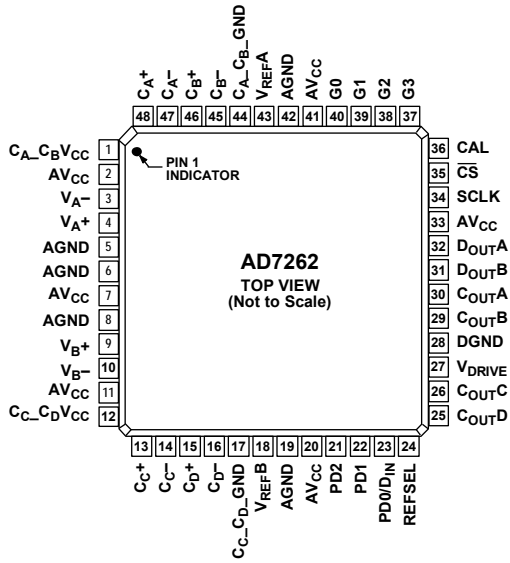 CA+
CA−
CB+
CB−
CA_CB_GND
VREFA
AGND
AVCC
G0
G1
G2
G3
48 47 46 45 44 43 42 41 40 39 38 37
CA_CBVCC 1
AVCC 2
VA− 3
VA+ 4
AGND 5
AGND 6
AVCC 7
AGND 8
VB+ 9
VB− 10
AVCC 11
CC_CDVCC 12
PIN 1
INDICATOR
AD7262
TOP VIEW
(Not to Scale)
36 CAL
35 CS
34 SCLK
33 AVCC
32 DOUTA
31 DOUTB
30 COUTA
29 COUTB
28 DGND
27 VDRIVE
26 COUTC
25 COUTD
13 14 15 16 17 18 19 20 21 22 23 24
CC+
CC−
CD+
CD−
CC_CD_GND
VREFB
AGND
AVCC
PD2
PD1
PD0/DIN
REFSEL